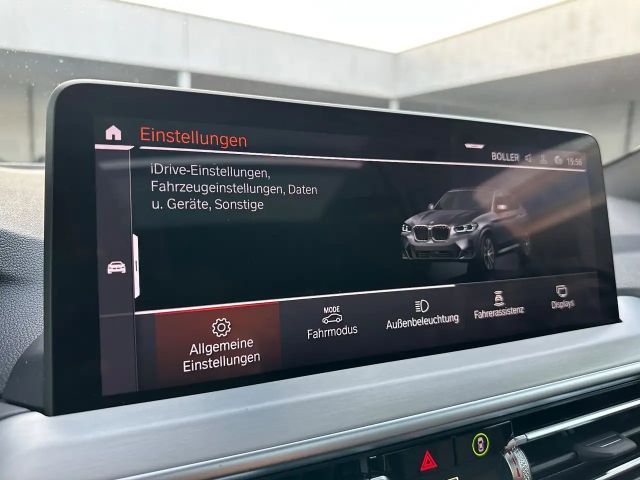 Einstellungen
BOLLER 15:56
iDrive-Einstellungen,
Fahrzeugeinstellungen, Daten
u. Geräte, Sonstige
Allgemeine
Einstellungen
MODE
Fahrmodus
Außenbeleuchtung
Fahrerassistenz
Displays